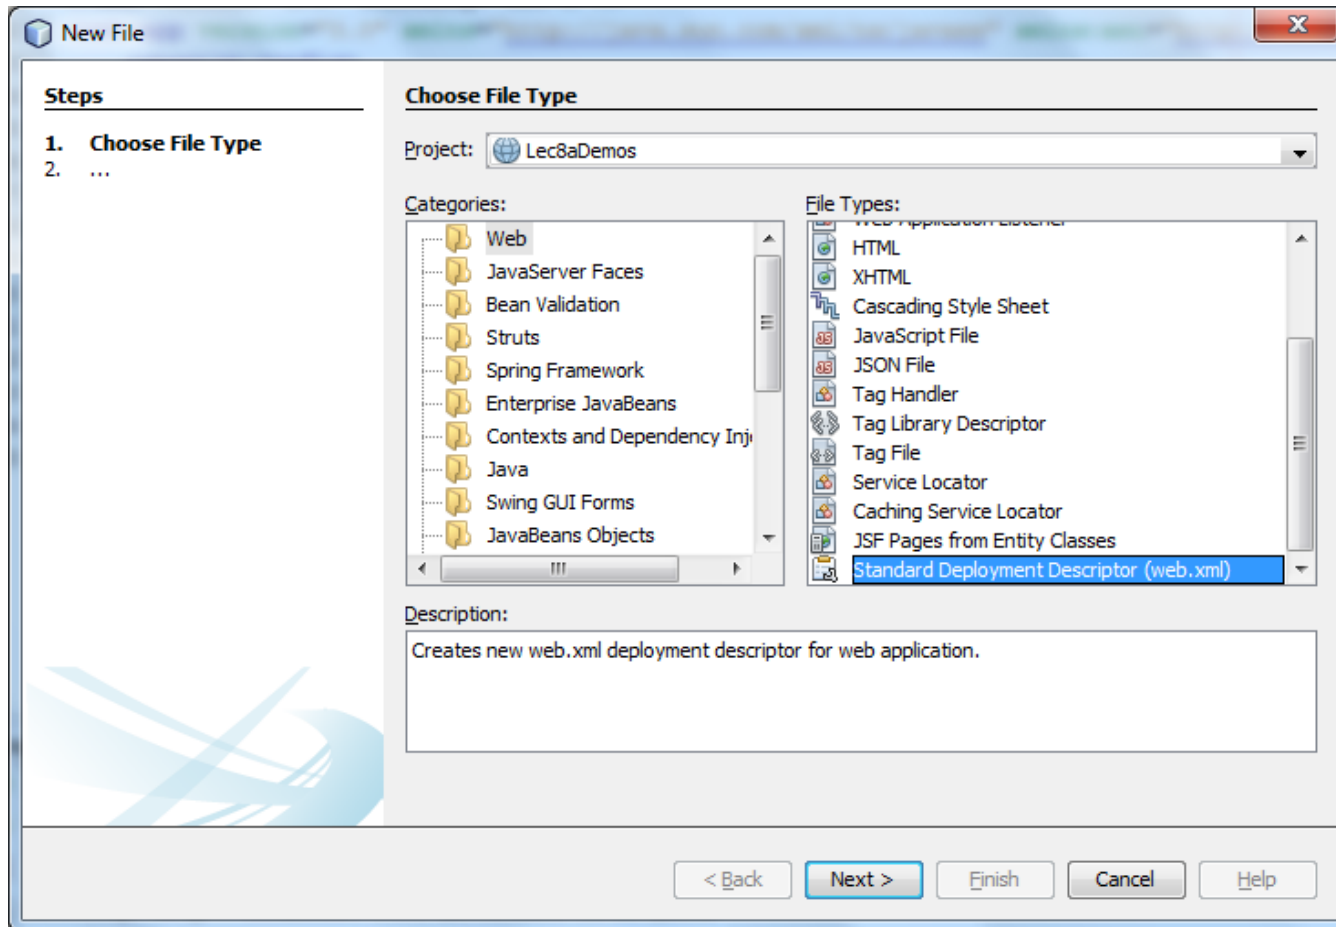 New File
Steps
1. Choose File Type
2. ...
Choose File Type
Project: Lec8aDemos
Categories:
Web
JavaServer Faces
Bean Validation
Struts
Spring Framework
Enterprise JavaBeans
Contexts and Dependency Inj
Java
Swing GUI Forms
JavaBeans Objects
File Types:
Web Application Listener
HTML
XHTML
Cascading Style Sheet
JavaScript File
JSON File
Tag Handler
Tag Library Descriptor
Tag File
Service Locator
Caching Service Locator
JSF Pages from Entity Classes
Standard Deployment Descriptor (web.xml)
Description:
Creates new web.xml deployment descriptor for web application.
< Back
Next >
Finish
Cancel
Help